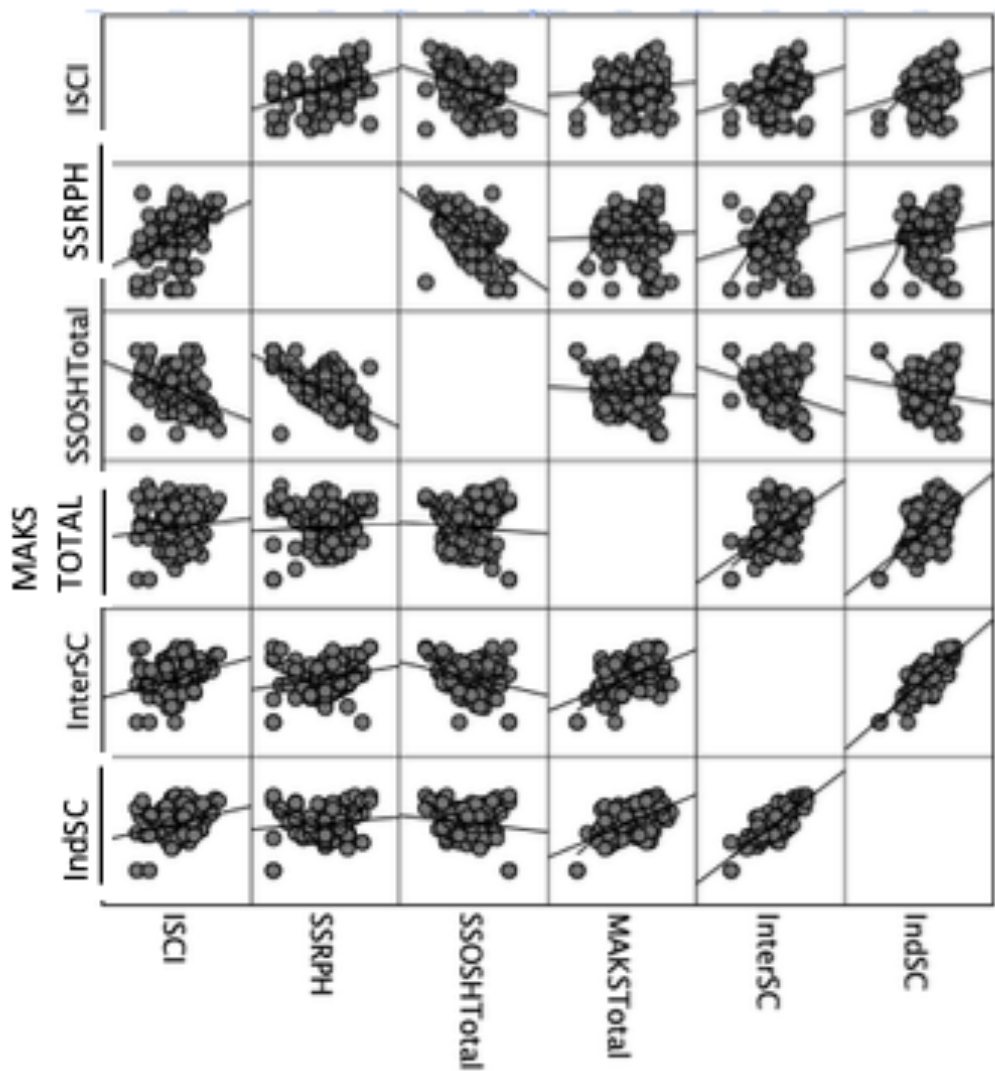 ISCI
SSRPH
SSOSHTotal
MAKS
TOTAL
InterSC
IndSC
ISCI
SSRPH
SSOSHTotal
MAKSTotal
InterSC
IndSC